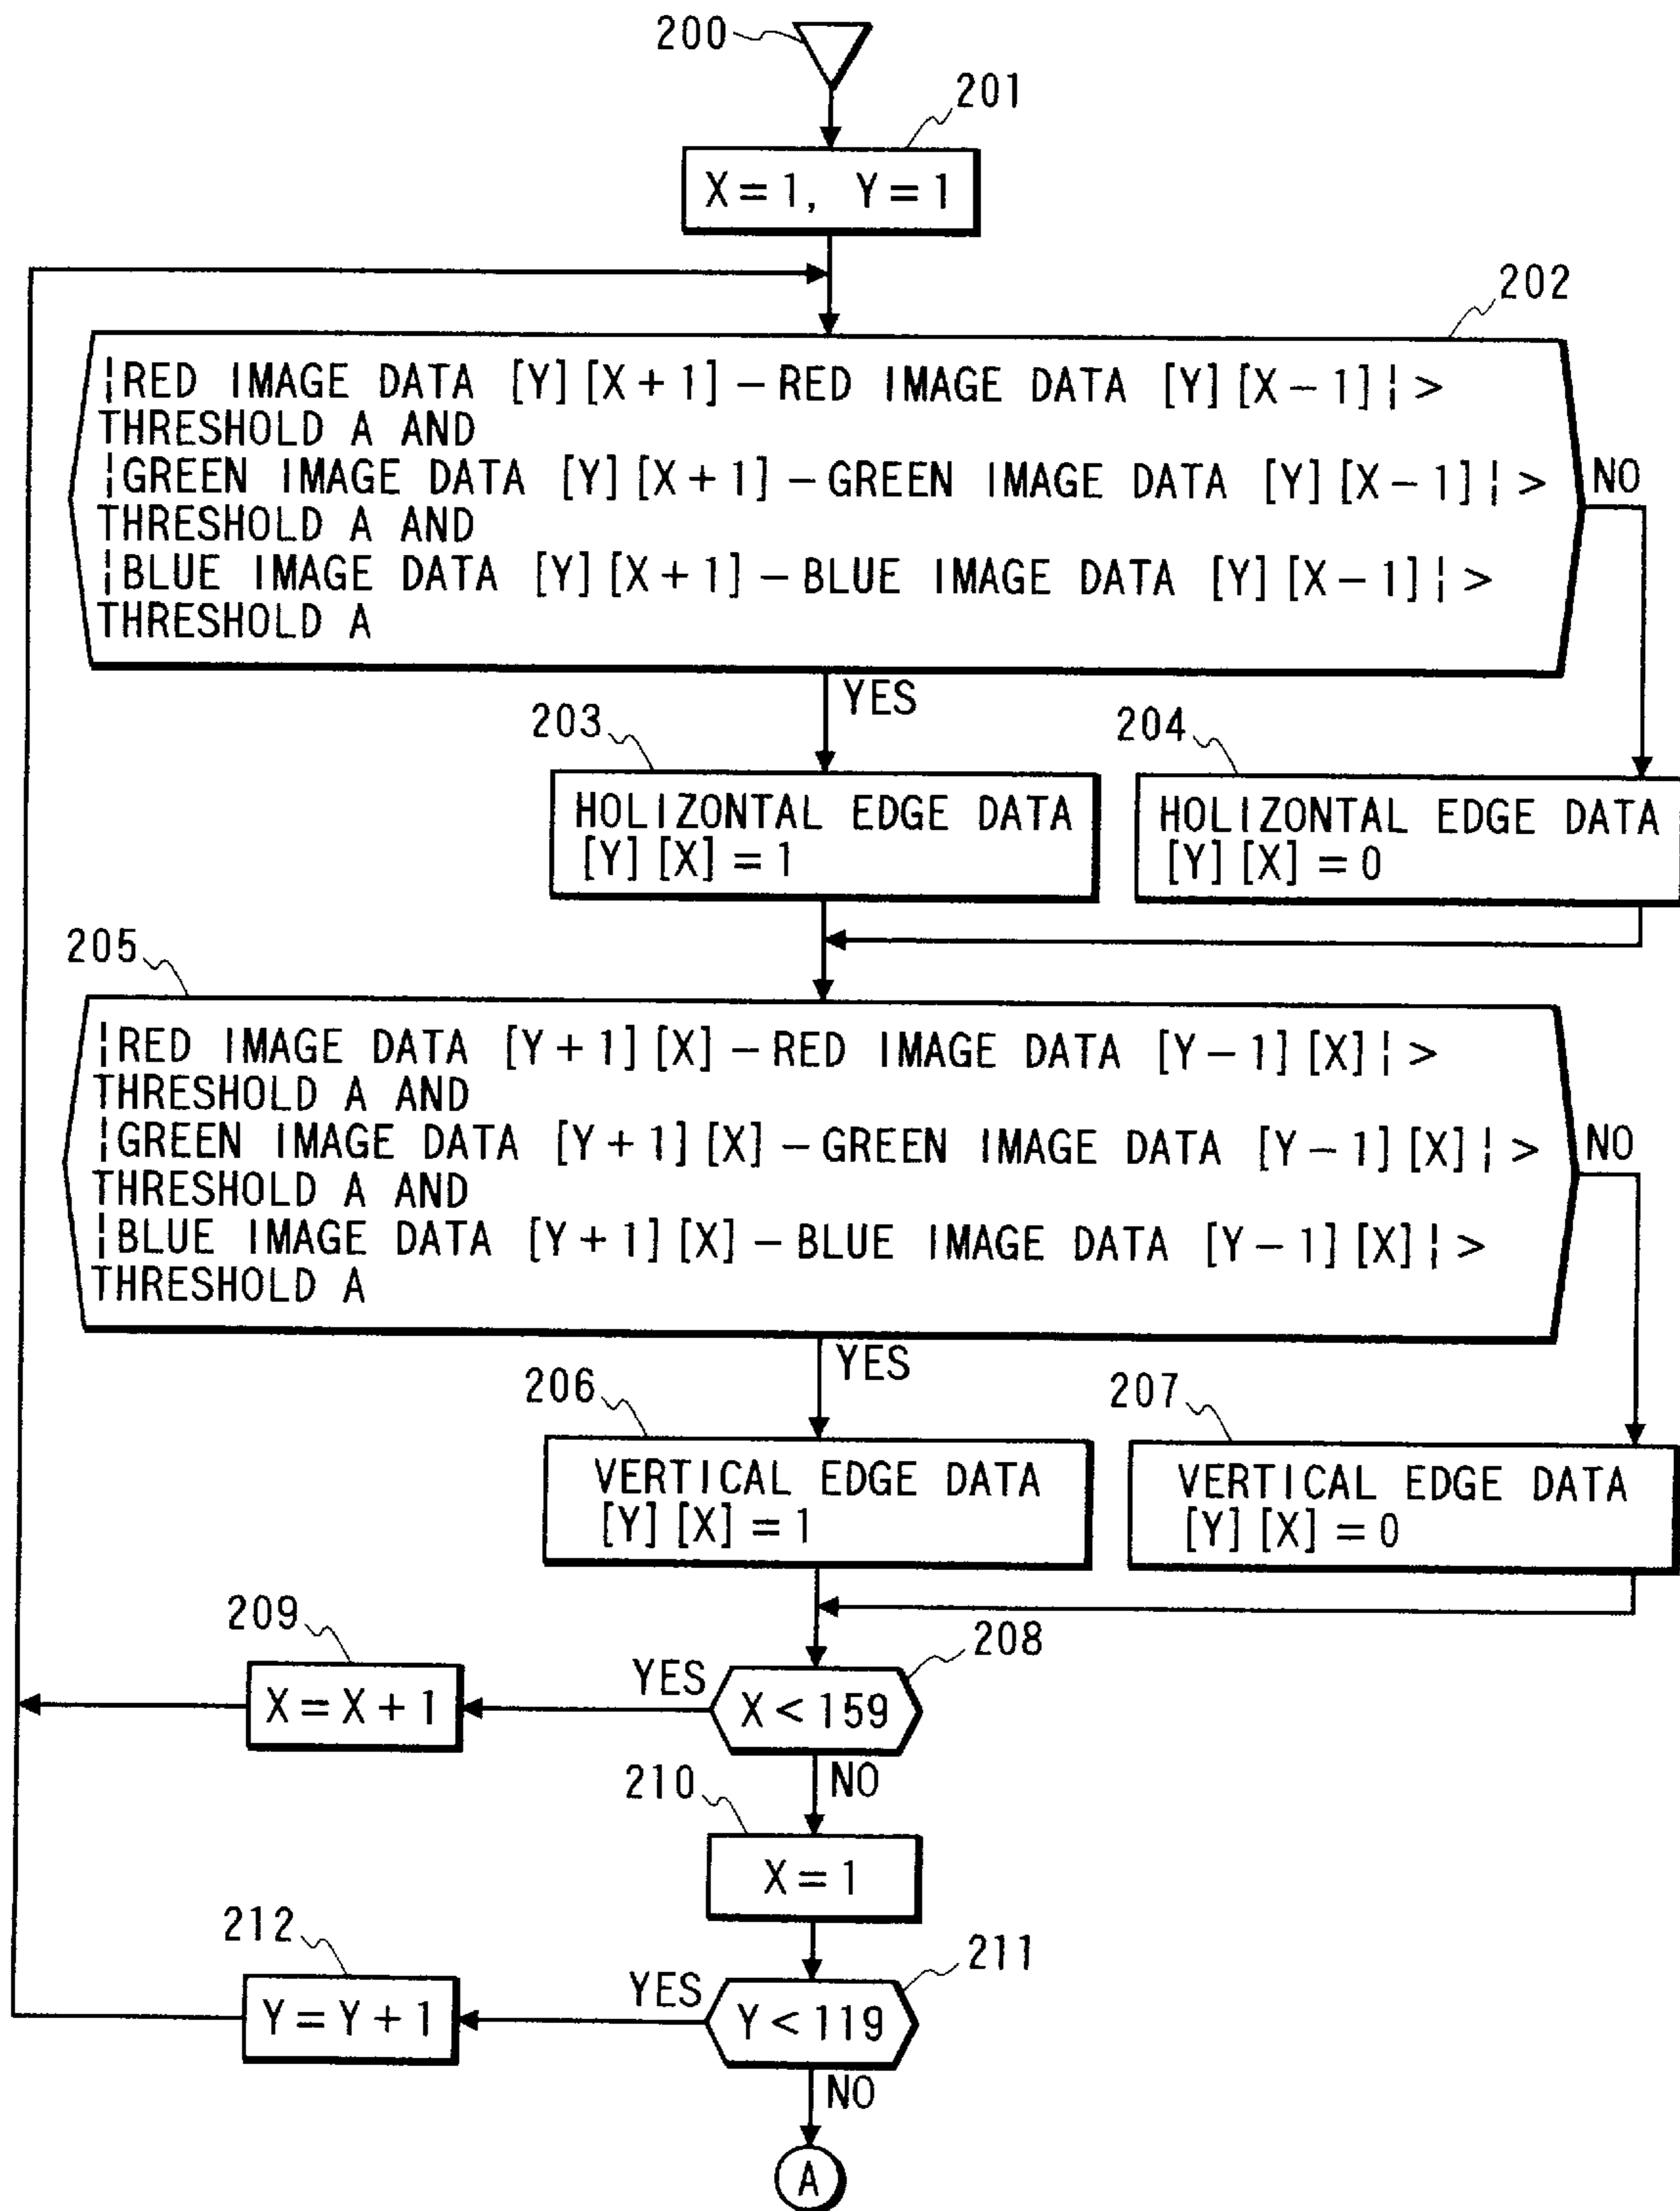 200
201
X = 1, Y = 1
202
|RED IMAGE DATA [Y][X + 1] − RED IMAGE DATA [Y][X − 1]| >
THRESHOLD A AND
|GREEN IMAGE DATA [Y][X + 1] − GREEN IMAGE DATA [Y][X − 1]| >
THRESHOLD A AND
|BLUE IMAGE DATA [Y][X + 1] − BLUE IMAGE DATA [Y][X − 1]| >
THRESHOLD A
NO
YES
203
HOLIZONTAL EDGE DATA
[Y][X] = 1
204
HOLIZONTAL EDGE DATA
[Y][X] = 0
205
|RED IMAGE DATA [Y + 1][X] − RED IMAGE DATA [Y − 1][X]| >
THRESHOLD A AND
|GREEN IMAGE DATA [Y + 1][X] − GREEN IMAGE DATA [Y − 1][X]| >
THRESHOLD A AND
|BLUE IMAGE DATA [Y + 1][X] − BLUE IMAGE DATA [Y − 1][X]| >
THRESHOLD A
NO
YES
206
VERTICAL EDGE DATA
[Y][X] = 1
207
VERTICAL EDGE DATA
[Y][X] = 0
208
X < 159
YES
209
X = X + 1
NO
210
X = 1
211
Y < 119
YES
212
Y = Y + 1
NO
A